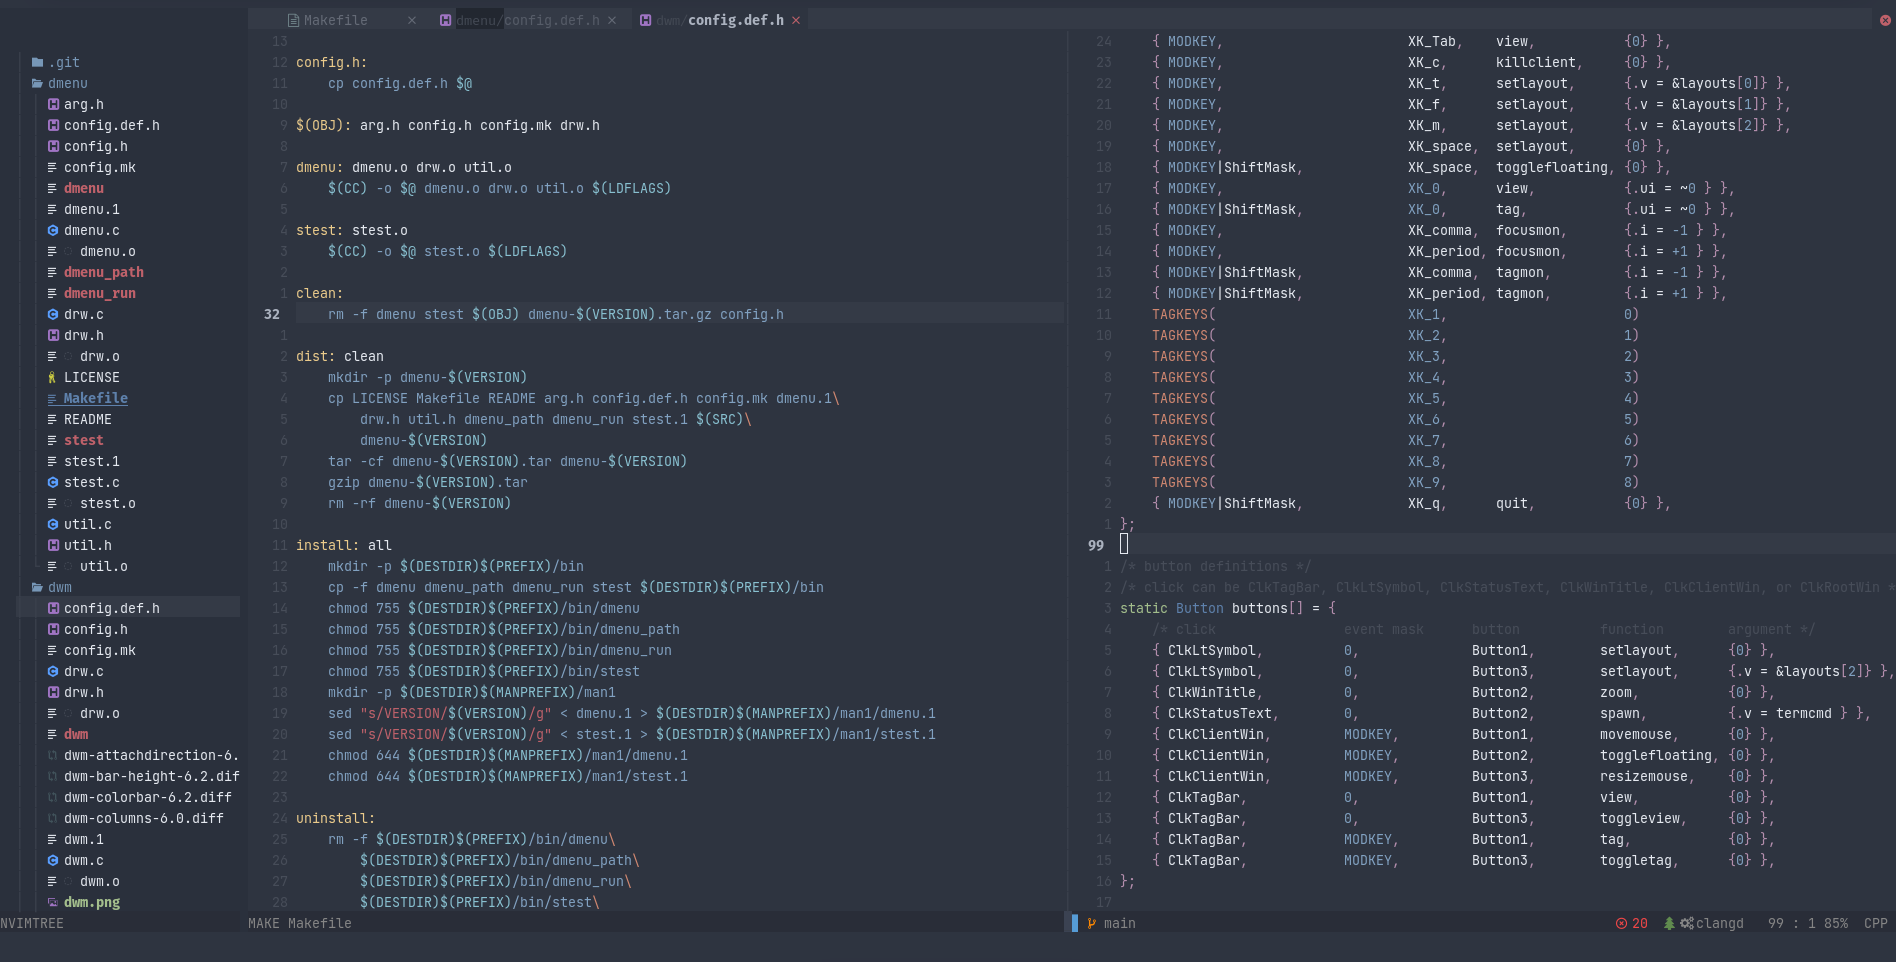 Makefile × dmenu/config.def.h × dwm/config.def.h ×
.git
dmenu
arg.h
config.def.h
config.h
config.mk
dmenu
dmenu.1
dmenu.c
dmenu.o
dmenu_path
dmenu_run
drw.c
drw.h
drw.o
LICENSE
Makefile
README
stest
stest.1
stest.c
stest.o
util.c
util.h
util.o
dwm
config.def.h
config.h
config.mk
drw.c
drw.h
drw.o
dwm
dwm-attachdirection-6.
dwm-bar-height-6.2.dif
dwm-colorbar-6.2.diff
dwm-columns-6.0.diff
dwm.1
dwm.c
dwm.o
dwm.png
NVIMTREE
13
12 config.h:
11     cp config.def.h $@
10
9 $(OBJ): arg.h config.h config.mk drw.h
8
7 dmenu: dmenu.o drw.o util.o
6     $(CC) -o $@ dmenu.o drw.o util.o $(LDFLAGS)
5
4 stest: stest.o
3     $(CC) -o $@ stest.o $(LDFLAGS)
2
1 clean:
32     rm -f dmenu stest $(OBJ) dmenu-$(VERSION).tar.gz config.h
1
2 dist: clean
3     mkdir -p dmenu-$(VERSION)
4     cp LICENSE Makefile README arg.h config.def.h config.mk dmenu.1\
5         drw.h util.h dmenu_path dmenu_run stest.1 $(SRC)\
6         dmenu-$(VERSION)
7     tar -cf dmenu-$(VERSION).tar dmenu-$(VERSION)
8     gzip dmenu-$(VERSION).tar
9     rm -rf dmenu-$(VERSION)
10
11 install: all
12     mkdir -p $(DESTDIR)$(PREFIX)/bin
13     cp -f dmenu dmenu_path dmenu_run stest $(DESTDIR)$(PREFIX)/bin
14     chmod 755 $(DESTDIR)$(PREFIX)/bin/dmenu
15     chmod 755 $(DESTDIR)$(PREFIX)/bin/dmenu_path
16     chmod 755 $(DESTDIR)$(PREFIX)/bin/dmenu_run
17     chmod 755 $(DESTDIR)$(PREFIX)/bin/stest
18     mkdir -p $(DESTDIR)$(MANPREFIX)/man1
19     sed "s/VERSION/$(VERSION)/g" < dmenu.1 > $(DESTDIR)$(MANPREFIX)/man1/dmenu.1
20     sed "s/VERSION/$(VERSION)/g" < stest.1 > $(DESTDIR)$(MANPREFIX)/man1/stest.1
21     chmod 644 $(DESTDIR)$(MANPREFIX)/man1/dmenu.1
22     chmod 644 $(DESTDIR)$(MANPREFIX)/man1/stest.1
23
24 uninstall:
25     rm -f $(DESTDIR)$(PREFIX)/bin/dmenu\
26         $(DESTDIR)$(PREFIX)/bin/dmenu_path\
27         $(DESTDIR)$(PREFIX)/bin/dmenu_run\
28         $(DESTDIR)$(PREFIX)/bin/stest\
MAKE Makefile
24     { MODKEY,                       XK_Tab,    view,           {0} },
23     { MODKEY,                       XK_c,      killclient,     {0} },
22     { MODKEY,                       XK_t,      setlayout,      {.v = &layouts[0]} },
21     { MODKEY,                       XK_f,      setlayout,      {.v = &layouts[1]} },
20     { MODKEY,                       XK_m,      setlayout,      {.v = &layouts[2]} },
19     { MODKEY,                       XK_space,  setlayout,      {0} },
18     { MODKEY|ShiftMask,             XK_space,  togglefloating, {0} },
17     { MODKEY,                       XK_0,      view,           {.ui = ~0 } },
16     { MODKEY|ShiftMask,             XK_0,      tag,            {.ui = ~0 } },
15     { MODKEY,                       XK_comma,  focusmon,       {.i = -1 } },
14     { MODKEY,                       XK_period, focusmon,       {.i = +1 } },
13     { MODKEY|ShiftMask,             XK_comma,  tagmon,         {.i = -1 } },
12     { MODKEY|ShiftMask,             XK_period, tagmon,         {.i = +1 } },
11     TAGKEYS(                        XK_1,                      0)
10     TAGKEYS(                        XK_2,                      1)
9     TAGKEYS(                        XK_3,                      2)
8     TAGKEYS(                        XK_4,                      3)
7     TAGKEYS(                        XK_5,                      4)
6     TAGKEYS(                        XK_6,                      5)
5     TAGKEYS(                        XK_7,                      6)
4     TAGKEYS(                        XK_8,                      7)
3     TAGKEYS(                        XK_9,                      8)
2     { MODKEY|ShiftMask,             XK_q,      quit,           {0} },
1 };
99
1 /* button definitions */
2 /* click can be ClkTagBar, ClkLtSymbol, ClkStatusText, ClkWinTitle, ClkClientWin, or ClkRootWin *
3 static Button buttons[] = {
4     /* click                event mask      button          function        argument */
5     { ClkLtSymbol,          0,              Button1,        setlayout,      {0} },
6     { ClkLtSymbol,          0,              Button3,        setlayout,      {.v = &layouts[2]} },
7     { ClkWinTitle,          0,              Button2,        zoom,           {0} },
8     { ClkStatusText,        0,              Button2,        spawn,          {.v = termcmd } },
9     { ClkClientWin,         MODKEY,         Button1,        movemouse,      {0} },
10     { ClkClientWin,         MODKEY,         Button2,        togglefloating, {0} },
11     { ClkClientWin,         MODKEY,         Button3,        resizemouse,    {0} },
12     { ClkTagBar,            0,              Button1,        view,           {0} },
13     { ClkTagBar,            0,              Button3,        toggleview,     {0} },
14     { ClkTagBar,            MODKEY,         Button1,        tag,            {0} },
15     { ClkTagBar,            MODKEY,         Button3,        toggletag,      {0} },
16 };
17
main 20 clangd 99 : 1 85% CPP